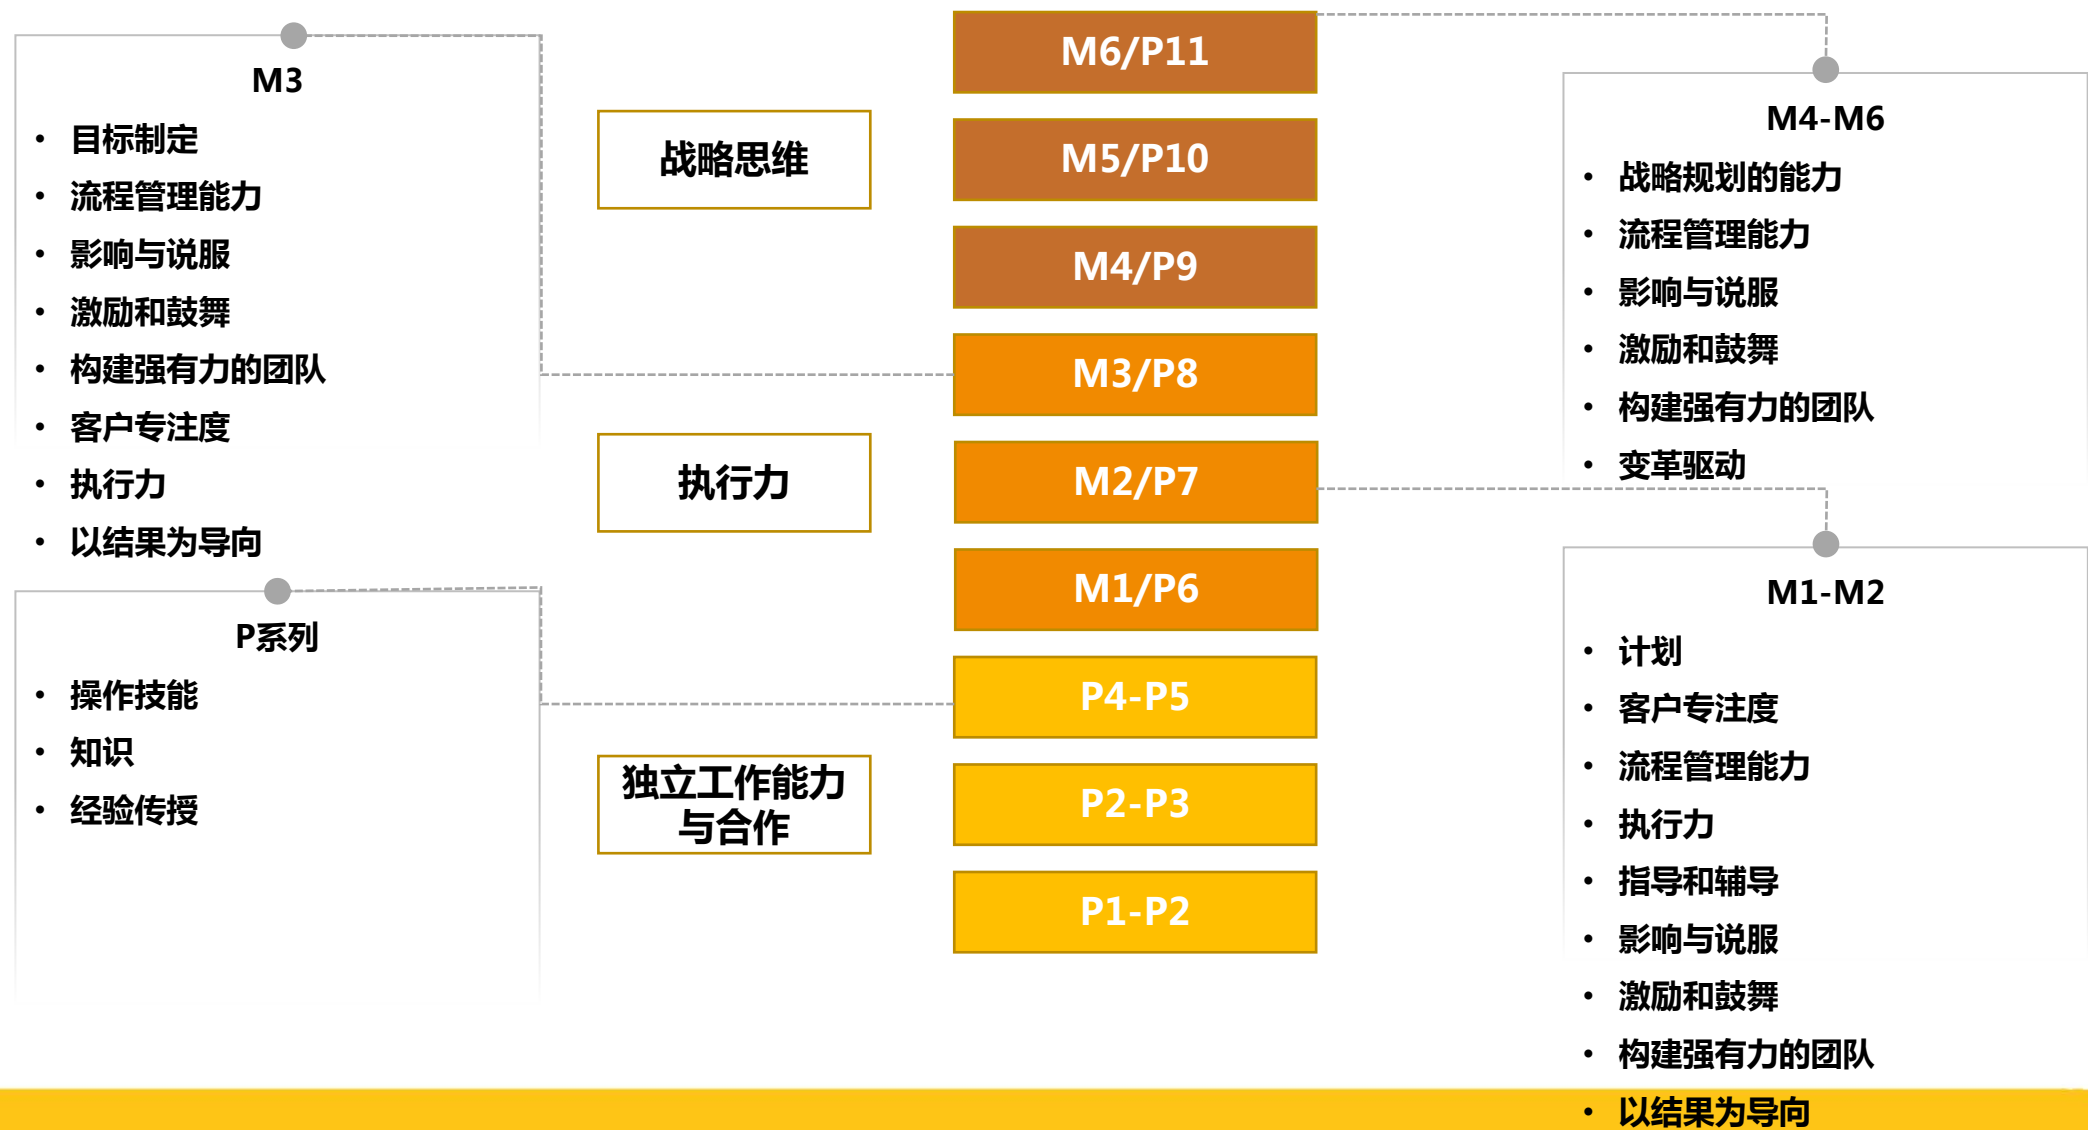 M3
• 目标制定
• 流程管理能力
• 影响与说服
• 激励和鼓舞
• 构建强有力的团队
• 客户专注度
• 执行力
• 以结果为导向
P系列
• 操作技能
• 知识
• 经验传授
战略思维
执行力
独立工作能力
与合作
M6/P11
M5/P10
M4/P9
M3/P8
M2/P7
M1/P6
P4-P5
P2-P3
P1-P2
M4-M6
• 战略规划的能力
• 流程管理能力
• 影响与说服
• 激励和鼓舞
• 构建强有力的团队
• 变革驱动
M1-M2
• 计划
• 客户专注度
• 流程管理能力
• 执行力
• 指导和辅导
• 影响与说服
• 激励和鼓舞
• 构建强有力的团队
• 以结果为导向